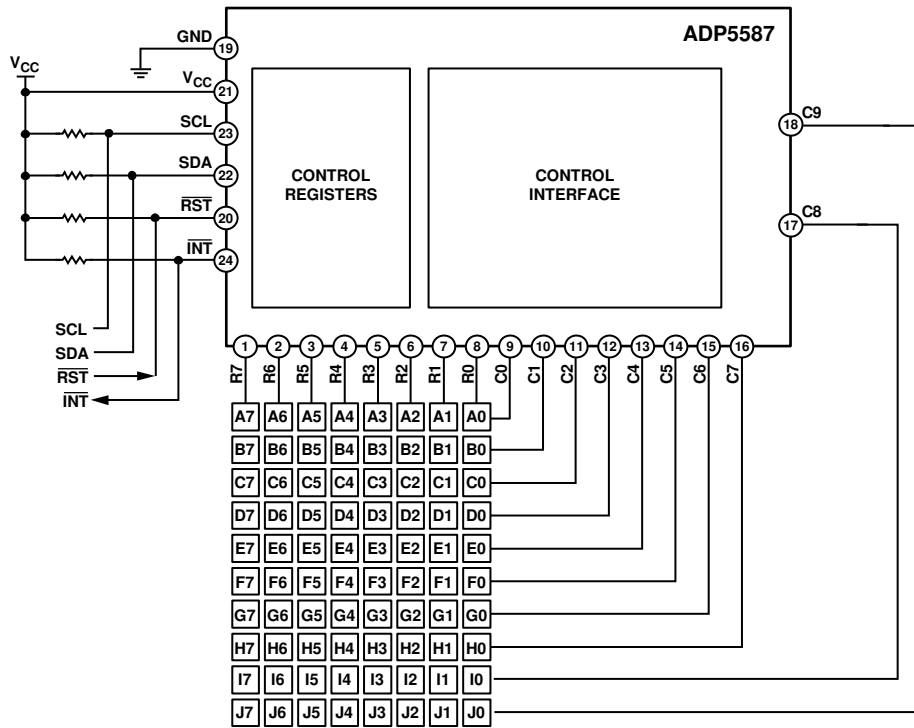 ADP5587
GND
19
VCC
VCC
21
SCL
23
SDA
22
RST
20
INT
24
CONTROL
REGISTERS
CONTROL
INTERFACE
18
C9
17
C8
SCL
SDA
RST
INT
1 2 3 4 5 6 7 8 9 10 11 12 13 14 15 16
R7 R6 R5 R4 R3 R2 R1 R0 C0 C1 C2 C3 C4 C5 C6 C7
A7 A6 A5 A4 A3 A2 A1 A0
B7 B6 B5 B4 B3 B2 B1 B0
C7 C6 C5 C4 C3 C2 C1 C0
D7 D6 D5 D4 D3 D2 D1 D0
E7 E6 E5 E4 E3 E2 E1 E0
F7 F6 F5 F4 F3 F2 F1 F0
G7 G6 G5 G4 G3 G2 G1 G0
H7 H6 H5 H4 H3 H2 H1 H0
I7 I6 I5 I4 I3 I2 I1 I0
J7 J6 J5 J4 J3 J2 J1 J0